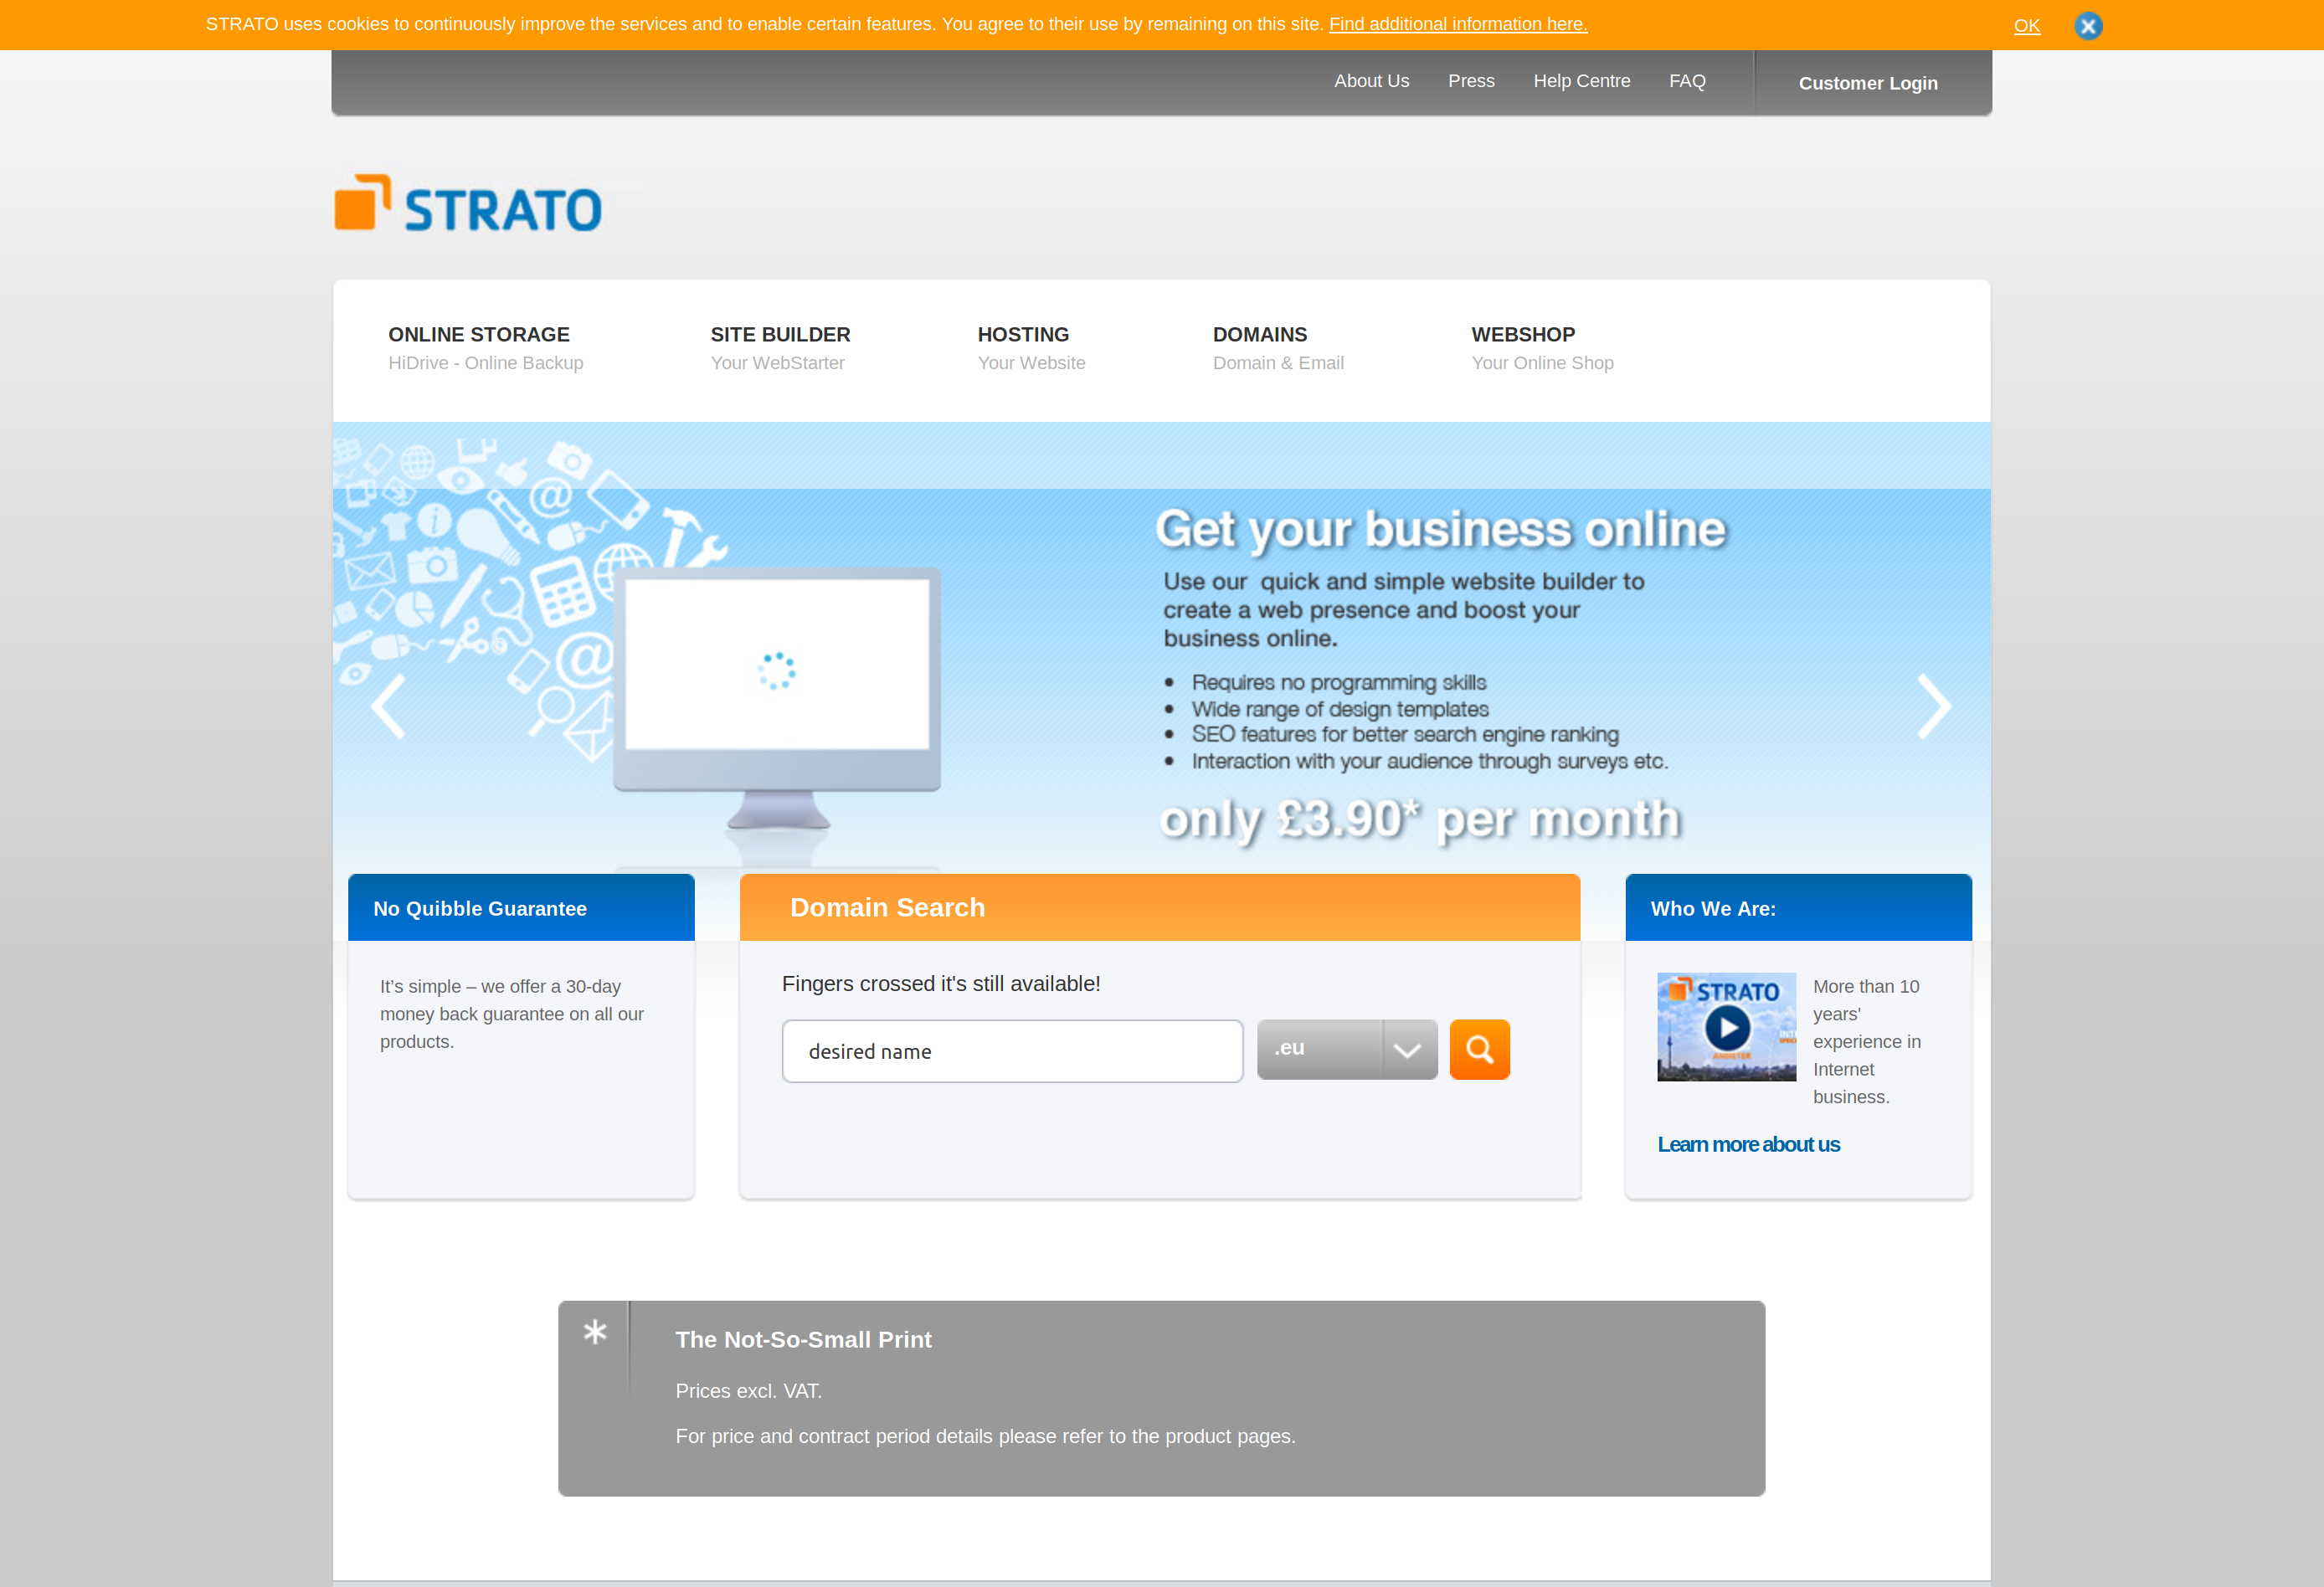 STRATO uses cookies to continuously improve the services and to enable certain features. You agree to their use by remaining on this site. Find additional information here.
OK
About Us
Press
Help Centre
FAQ
Customer Login
STRATO
ONLINE STORAGE
HiDrive - Online Backup
SITE BUILDER
Your WebStarter
HOSTING
Your Website
DOMAINS
Domain & Email
WEBSHOP
Your Online Shop
Get your business online
Use our quick and simple website builder to
create a web presence and boost your
business online.
• Requires no programming skills
• Wide range of design templates
• SEO features for better search engine ranking
• Interaction with your audience through surveys etc.
only £3.90* per month
No Quibble Guarantee
It’s simple – we offer a 30-day
money back guarantee on all our
products.
Domain Search
Fingers crossed it's still available!
desired name
.eu
Who We Are:
STRATO
ANBIETER
More than 10
years'
experience in
Internet
business.
Learn more about us
*
The Not-So-Small Print
Prices excl. VAT.
For price and contract period details please refer to the product pages.